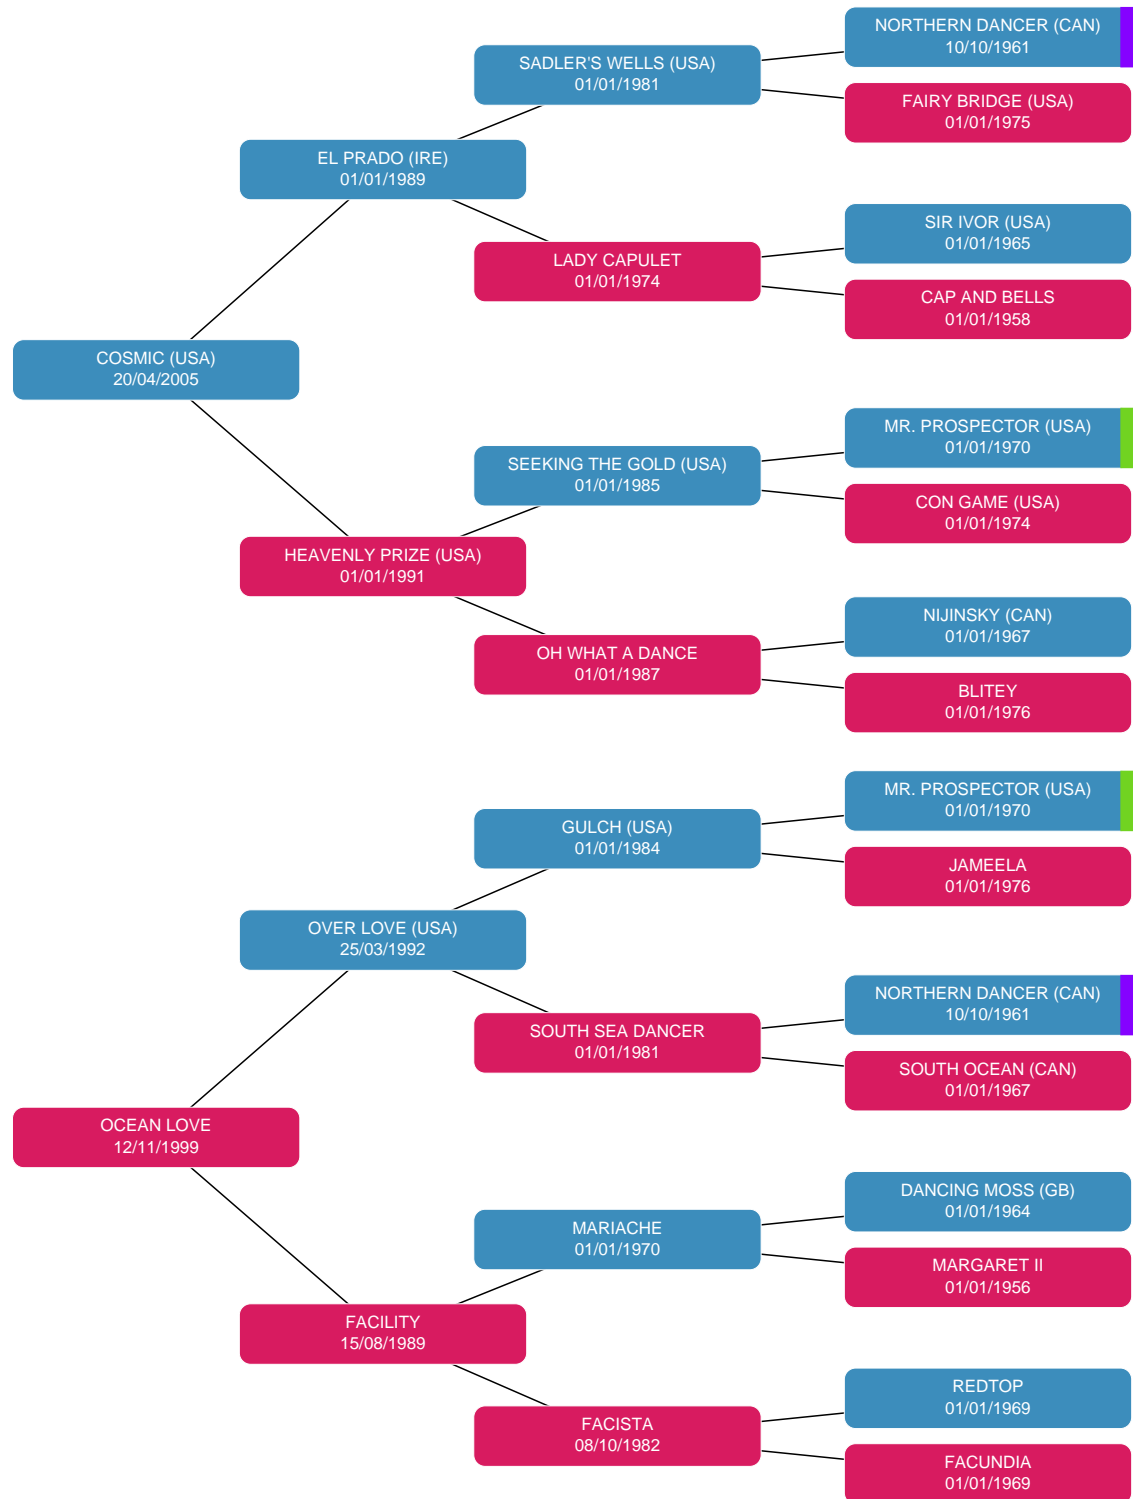 NORTHERN DANCER (CAN)
10/10/1961
SADLER'S WELLS (USA)
01/01/1981
FAIRY BRIDGE (USA)
01/01/1975
EL PRADO (IRE)
01/01/1989
SIR IVOR (USA)
01/01/1965
LADY CAPULET
01/01/1974
CAP AND BELLS
01/01/1958
COSMIC (USA)
20/04/2005
MR. PROSPECTOR (USA)
01/01/1970
SEEKING THE GOLD (USA)
01/01/1985
CON GAME (USA)
01/01/1974
HEAVENLY PRIZE (USA)
01/01/1991
NIJINSKY (CAN)
01/01/1967
OH WHAT A DANCE
01/01/1987
BLITEY
01/01/1976
MR. PROSPECTOR (USA)
01/01/1970
GULCH (USA)
01/01/1984
JAMEELA
01/01/1976
OVER LOVE (USA)
25/03/1992
NORTHERN DANCER (CAN)
10/10/1961
SOUTH SEA DANCER
01/01/1981
SOUTH OCEAN (CAN)
01/01/1967
OCEAN LOVE
12/11/1999
DANCING MOSS (GB)
01/01/1964
MARIACHE
01/01/1970
MARGARET II
01/01/1956
FACILITY
15/08/1989
REDTOP
01/01/1969
FACISTA
08/10/1982
FACUNDIA
01/01/1969